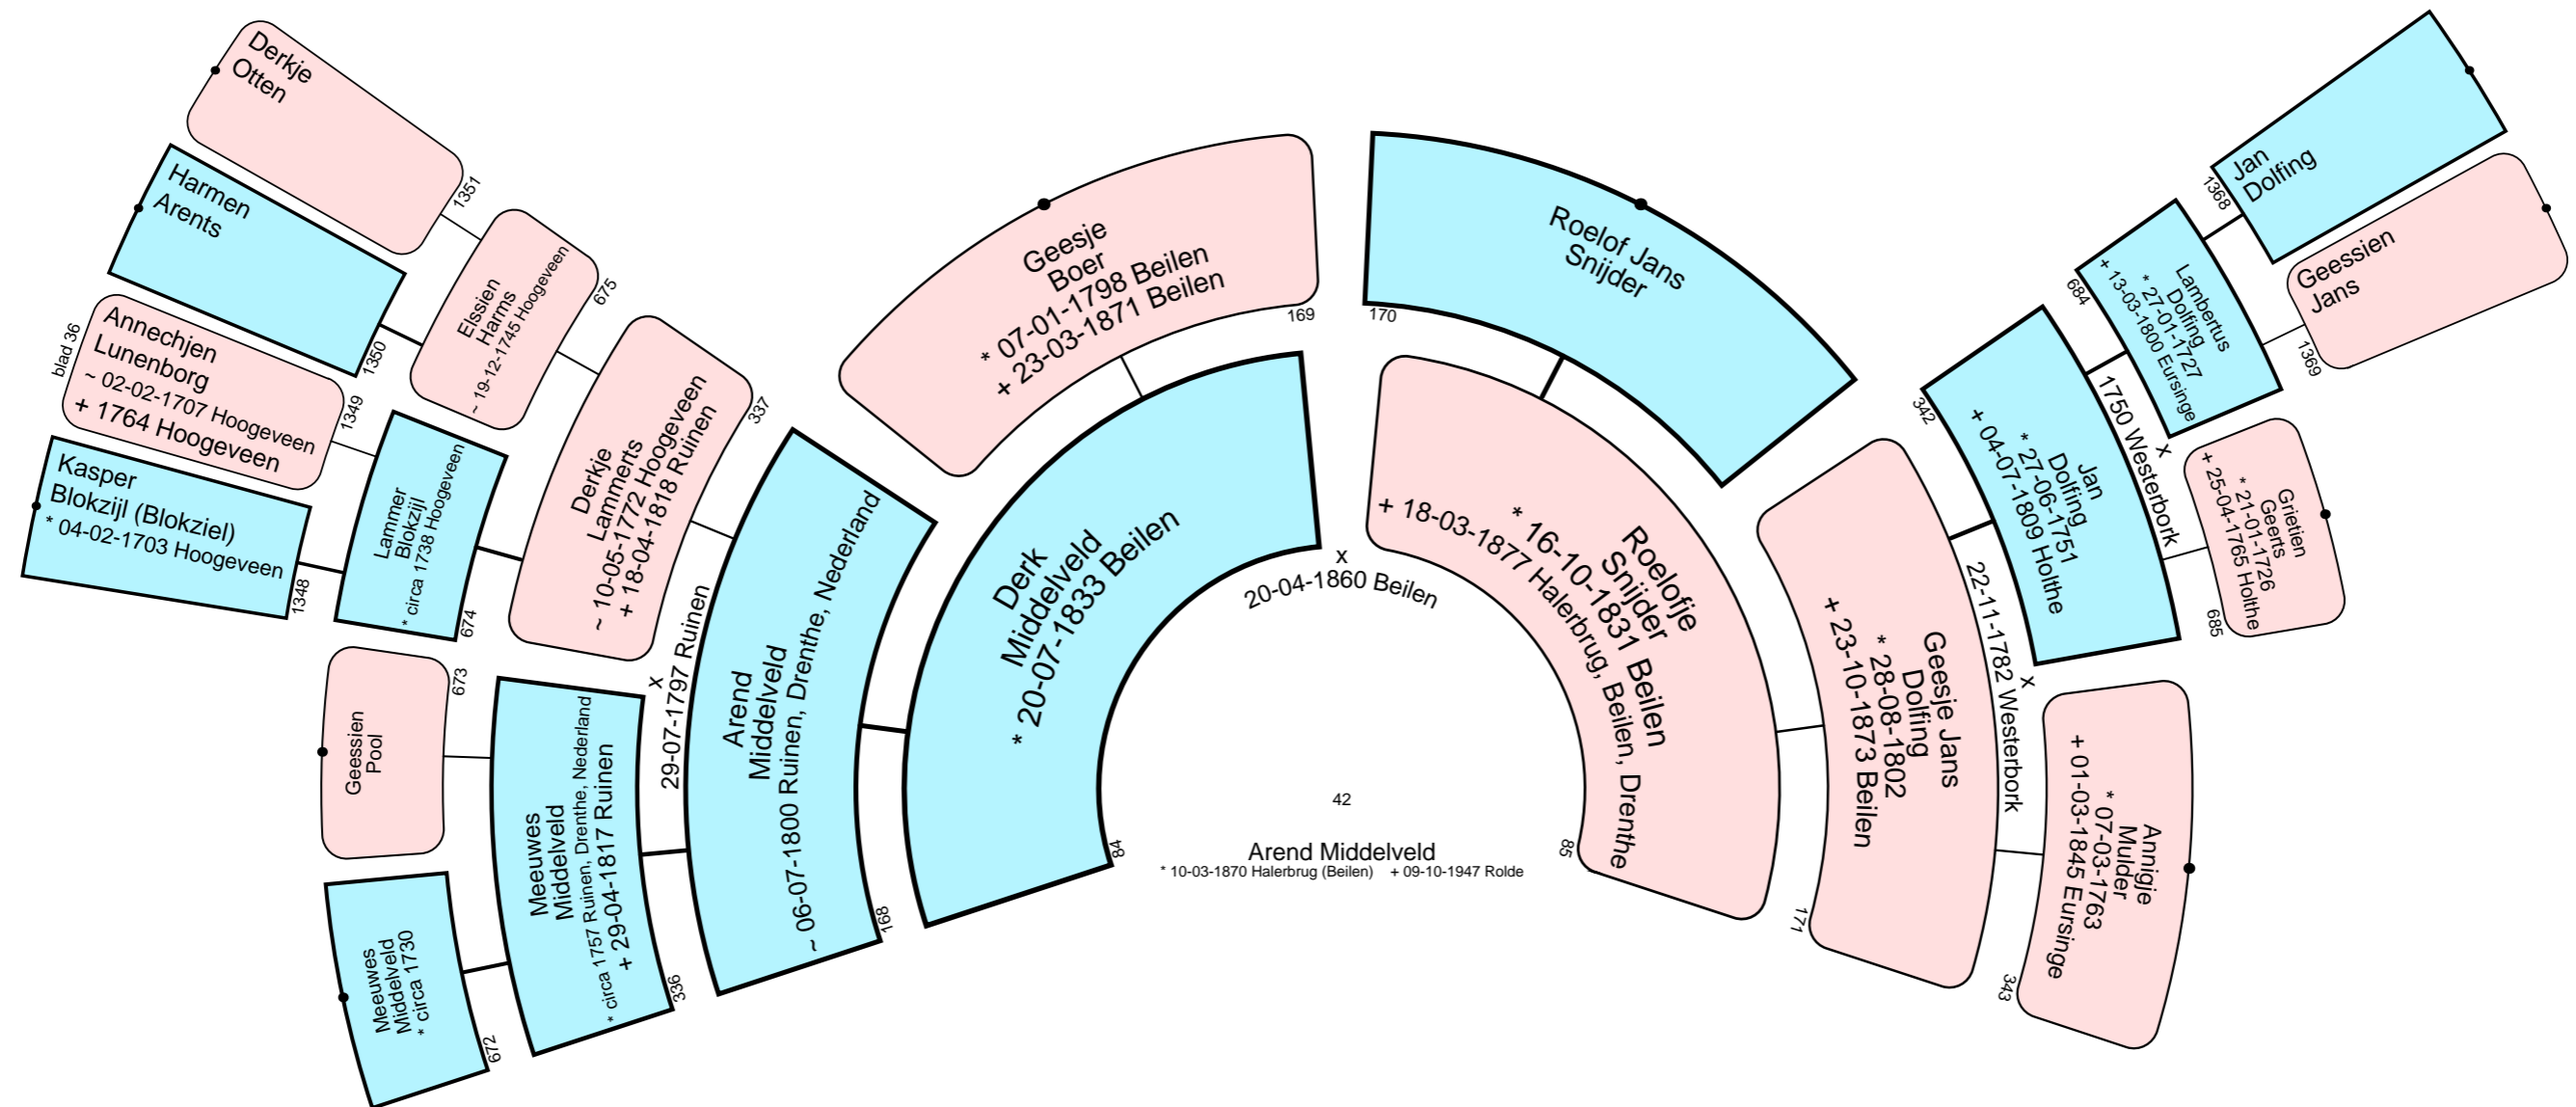 Derkje
Otten
1351
Harmen
Arents
1350
blad 36
Annechjen
Lunenborg
~ 02-02-1707 Hoogeveen
+ 1764 Hoogeveen
1349
Kasper
Blokzijl (Blokziel)
* 04-02-1703 Hoogeveen
1348
Elssien
Harms
~ 19-12-1745 Hoogeveen
675
Lammer
Blokzijl
* circa 1738 Hoogeveen
674
Geessien
Pool
673
Meeuwes
Middelveld
* circa 1730
672
Derkje
Lammerts
~ 10-05-1772 Hoogeveen
+ 18-04-1818 Ruinen
337
x
29-07-1797 Ruinen
Meeuwes
Middelveld
* circa 1757 Ruinen, Drenthe, Nederland
+ 29-04-1817 Ruinen
336
Arend
Middelveld
~ 06-07-1800 Ruinen, Drenthe, Nederland
168
Geesje
Boer
* 07-01-1798 Beilen
+ 23-03-1871 Beilen
169
Derk
Middelveld
* 20-07-1833 Beilen
84
x
20-04-1860 Beilen
42
Arend Middelveld
* 10-03-1870 Halerbrug (Beilen) + 09-10-1947 Rolde
Roelof Jans
Snijder
170
Roelofje
Snijder
* 16-10-1831 Beilen
+ 18-03-1877 Halerbrug, Beilen, Drenthe
85
Geesje Jans
Dolfing
* 28-08-1802
+ 23-10-1873 Beilen
171
x
22-11-1782 Westerbork
Jan
Dolfing
* 27-06-1751
+ 04-07-1809 Holthe
342
Annigje
Mulder
* 07-03-1763
+ 01-03-1845 Eursinge
343
x
1750 Westerbork
Lambertus
Dolfing
* 27-01-1727
+ 13-03-1800 Eursinge
684
Grietien
Geerts
* 21-01-1726
+ 25-04-1765 Holthe
685
Jan
Dolfing
1368
Geessien
Jans
1369